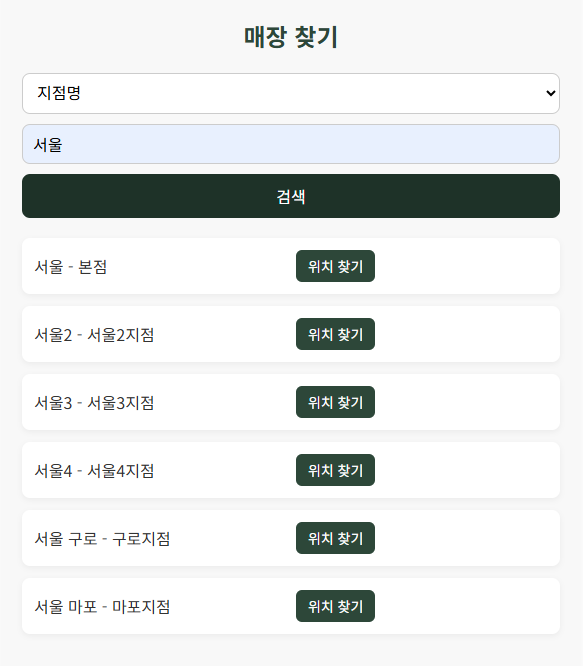 매장 찾기
지점명
서울
검색
서울 - 본점 위치 찾기
서울2 - 서울2지점 위치 찾기
서울3 - 서울3지점 위치 찾기
서울4 - 서울4지점 위치 찾기
서울 구로 - 구로지점 위치 찾기
서울 마포 - 마포지점 위치 찾기